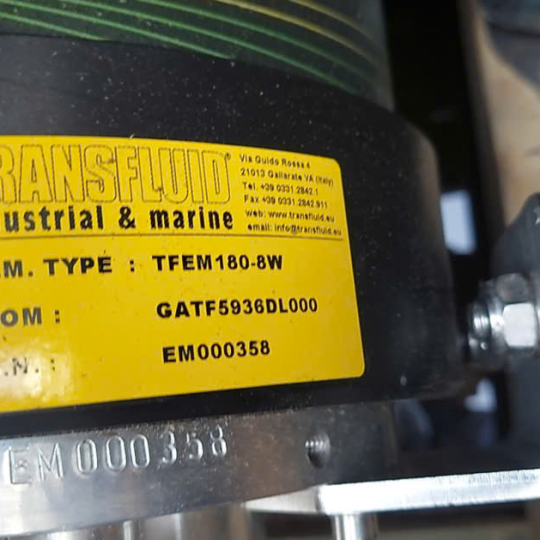 RANSFLUID®
ustrial & marine
Via Guido Rossa 4
21013 Gallarate VA (Italy)
Tel. +39 0331.2842.1
Fax +39 0331.2842.911
web: www.transfluid.eu
email: info@transfluid.eu
.M. TYPE : TFEM180-8W
OM : GATF5936DL000
.N. : EM000358
EM000358